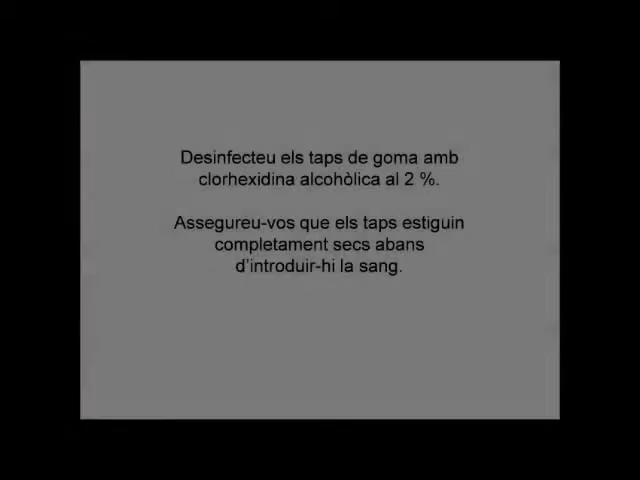 Desinfecteu els taps de goma amb
clorhexidina alcohòlica al 2 %.
Assegureu-vos que els taps estiguin
completament secs abans
d'introduir-hi la sang.